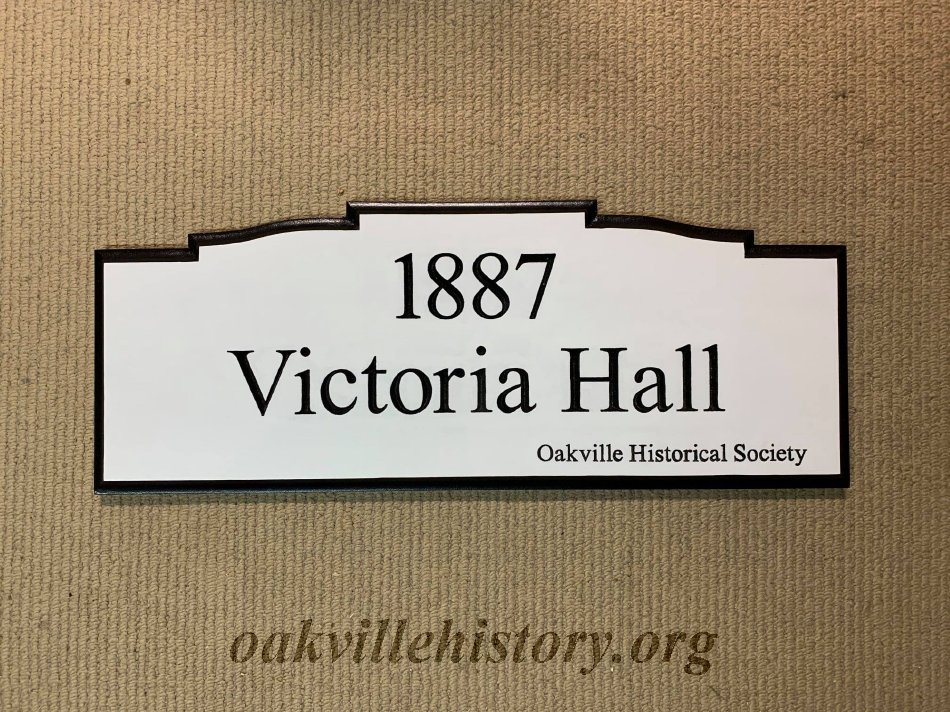 1887
Victoria Hall
Oakville Historical Society
oakvillehistory.org